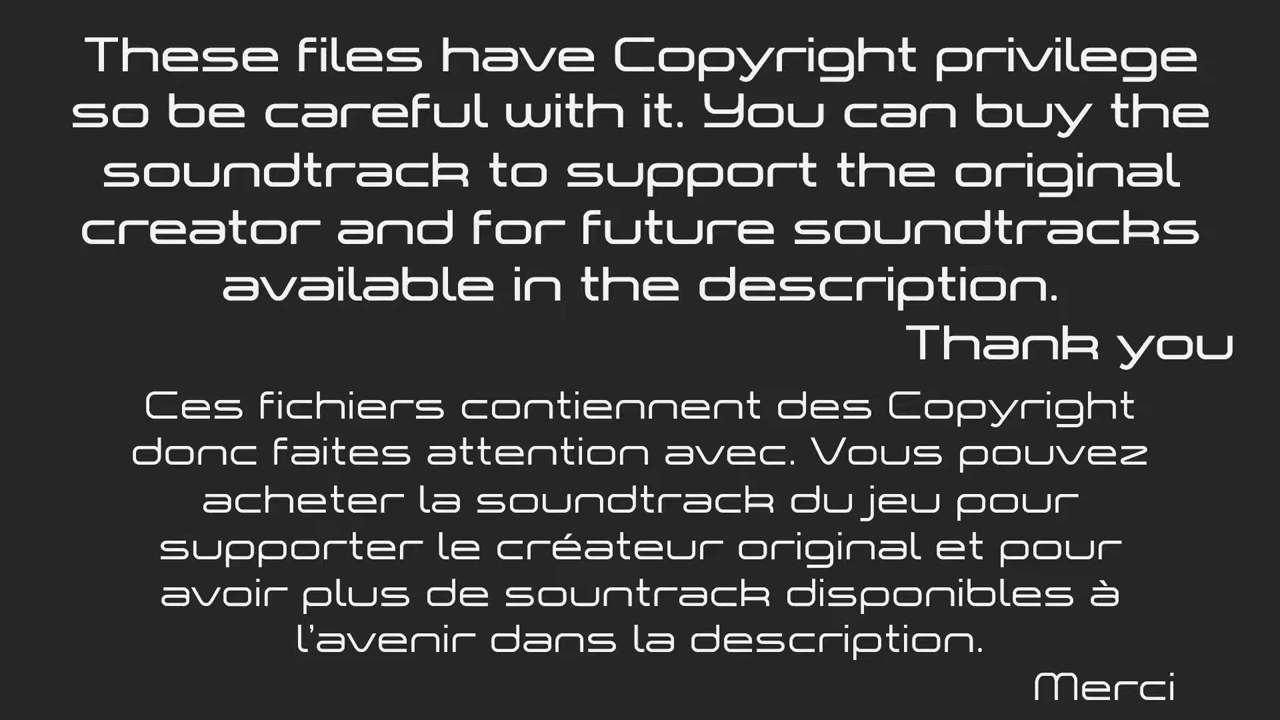 These files have Copyright privilege
so be careful with it. You can buy the
soundtrack to support the original
creator and for future soundtracks
available in the description.
Thank you
Ces fichiers contiennent des Copyright
donc faites attention avec. Vous pouvez
acheter la soundtrack du jeu pour
supporter le créateur original et pour
avoir plus de sountrack disponibles à
l'avenir dans la description.
Merci